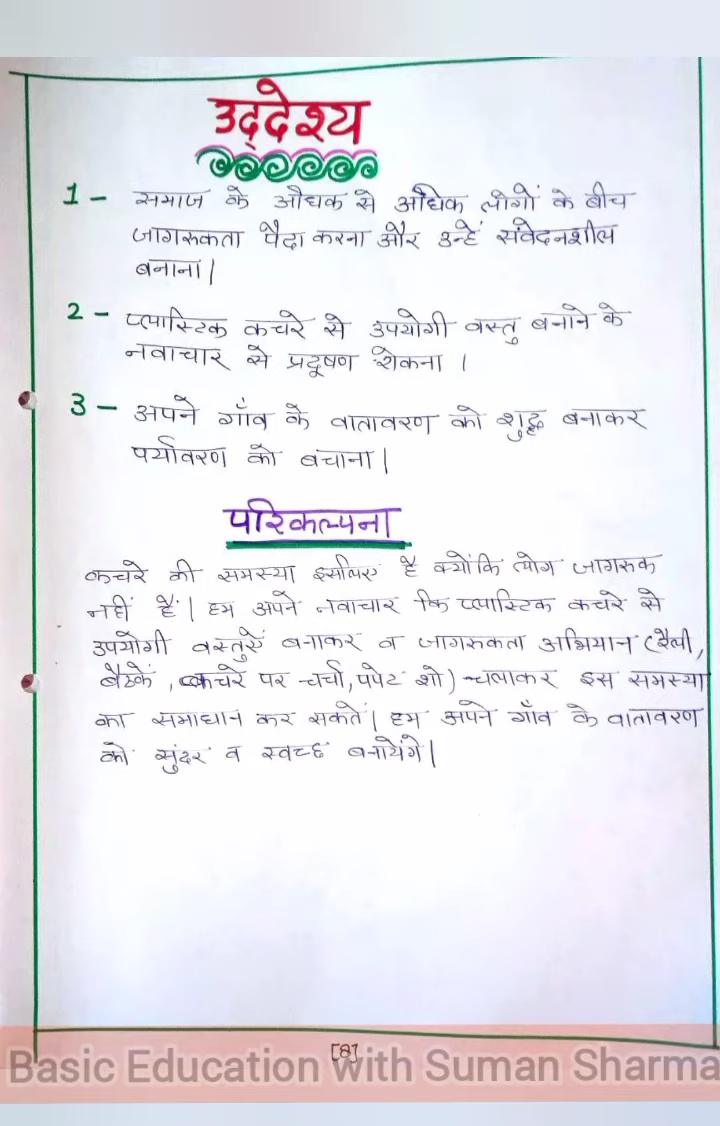 उद्देश्य
1 - समाज के अधिक से अधिक लोगों के बीच
जागरुकता पैदा करना और उन्हें संवेदनशील
बनाना।
2 - प्लास्टिक कचरे से उपयोगी वस्तु बनाने के
नवाचार से प्रदूषण रोकना ।
3 - अपने गाँव के वातावरण को शुद्ध बनाकर
पर्यावरण को बचाना।
परिकल्पना
कचरे की समस्या इसलिए है क्योंकि लोग जागरुक
नहीं हैं। हम अपने नवाचार कि प्लास्टिक कचरे से
उपयोगी वस्तुएँ बनाकर व जागरुकता अभियान (रैली,
बैठकें, कचरे पर चर्चा, पपेट शो) चलाकर इस समस्या
का समाधान कर सकते। हम अपने गाँव के वातावरण
को सुंदर व स्वच्छ बनायेंगे।
[8]
Basic Education With Suman Sharma